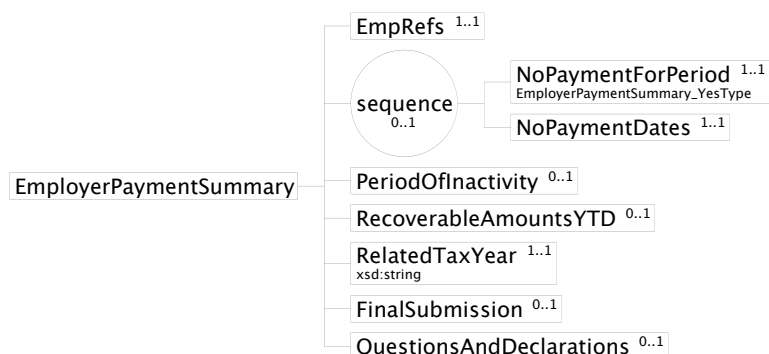 EmpRefs 1..1
sequence
0..1
NoPaymentForPeriod 1..1
EmployerPaymentSummary_YesType
NoPaymentDates 1..1
EmployerPaymentSummary
PeriodOfInactivity 0..1
RecoverableAmountsYTD 0..1
RelatedTaxYear 1..1
xsd:string
FinalSubmission 0..1
QuestionsAndDeclarations 0..1